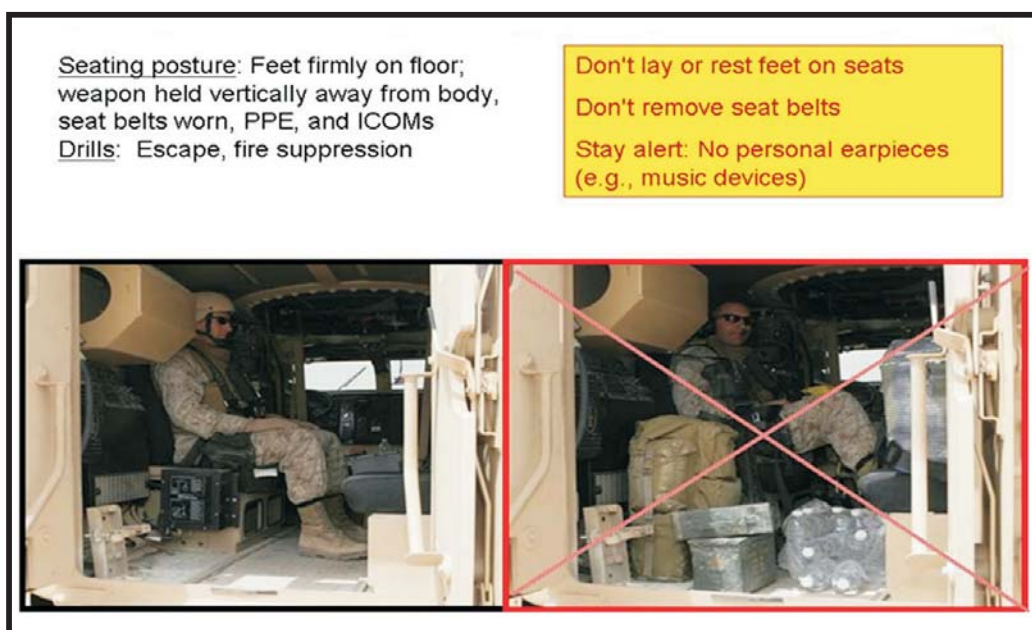 Seating posture: Feet firmly on floor;
weapon held vertically away from body,
seat belts worn, PPE, and ICOMs
Drills: Escape, fire suppression
Don't lay or rest feet on seats
Don't remove seat belts
Stay alert: No personal earpieces
(e.g., music devices)